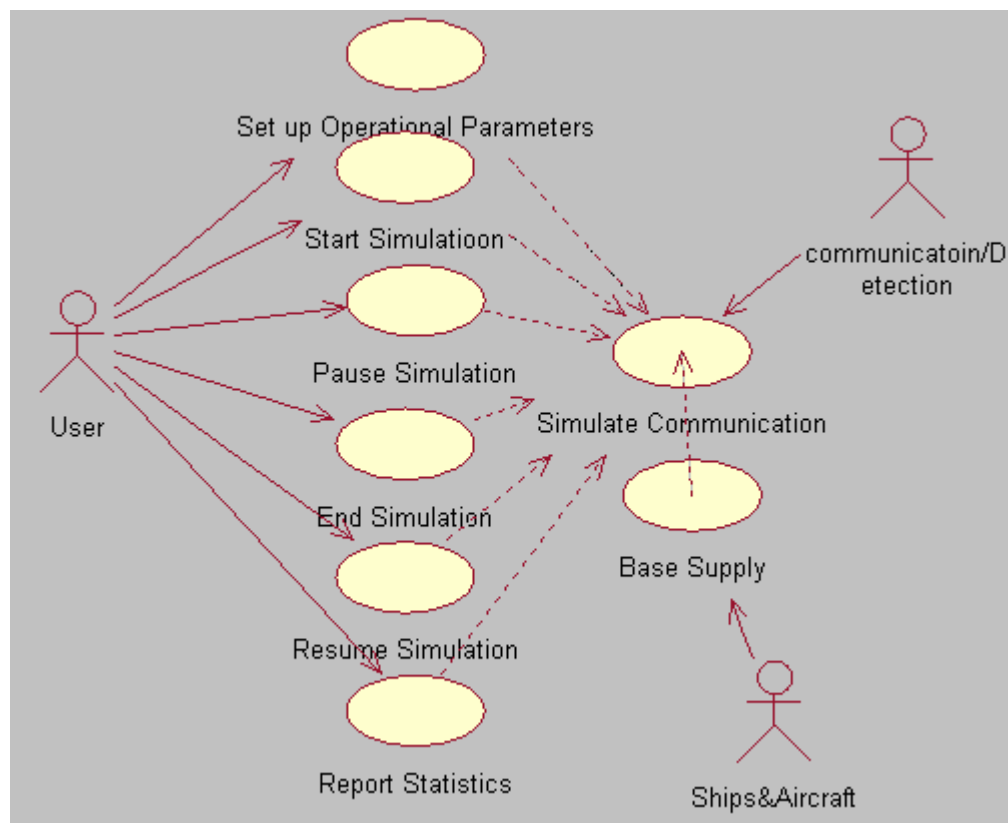 Set up Operational Parameters
Start Simulatioon
communicatoin/D
etection
Pause Simulation
User
Simulate Communication
End Simulation
Base Supply
Resume Simulation
Report Statistics
Ships&Aircraft